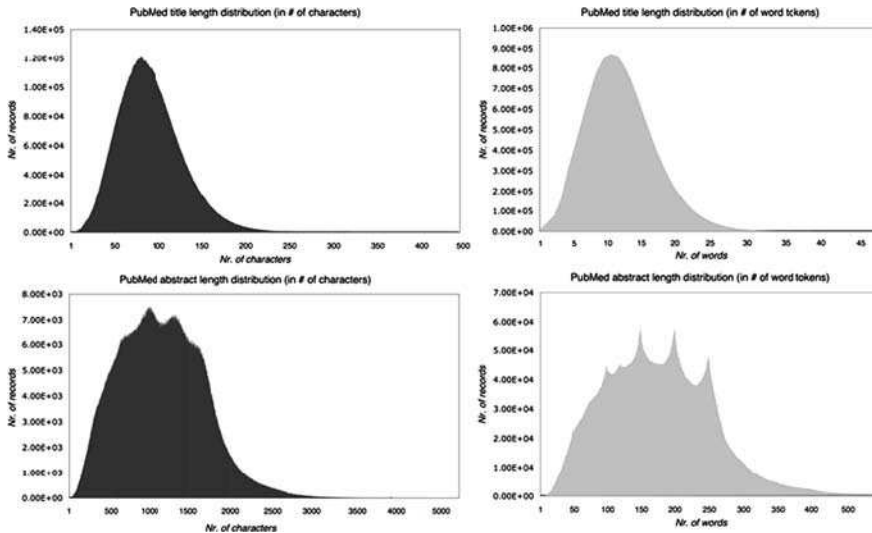 PubMed title length distribution (in # of characters)
Nr. of records
1.40E+05
1.20E+05
1.00E+05
8.00E+04
6.00E+04
4.00E+04
2.00E+04
0.00E+00
1 50 100 150 200 250 300 350 400 500
Nr. of characters
PubMed title length distribution (in # of word tokens)
Nr. of records
1.00E+06
9.00E+05
8.00E+05
7.00E+05
6.00E+05
5.00E+05
4.00E+05
3.00E+05
2.00E+05
1.00E+05
0.00E+00
1 5 10 15 20 25 30 35 40 45
Nr. of words
PubMed abstract length distribution (in # of characters)
Nr. of records
8.00E+03
7.00E+03
6.00E+03
5.00E+03
4.00E+03
3.00E+03
2.00E+03
1.00E+03
0.00E+00
1 500 1000 1500 2000 2500 3000 4000 5000
Nr. of characters
PubMed abstract length distribution (in # of word tokens)
Nr. of records
7.00E+04
6.00E+04
5.00E+04
4.00E+04
3.00E+04
2.00E+04
1.00E+04
0.00E+00
1 50 100 150 200 250 300 400 500
Nr. of words